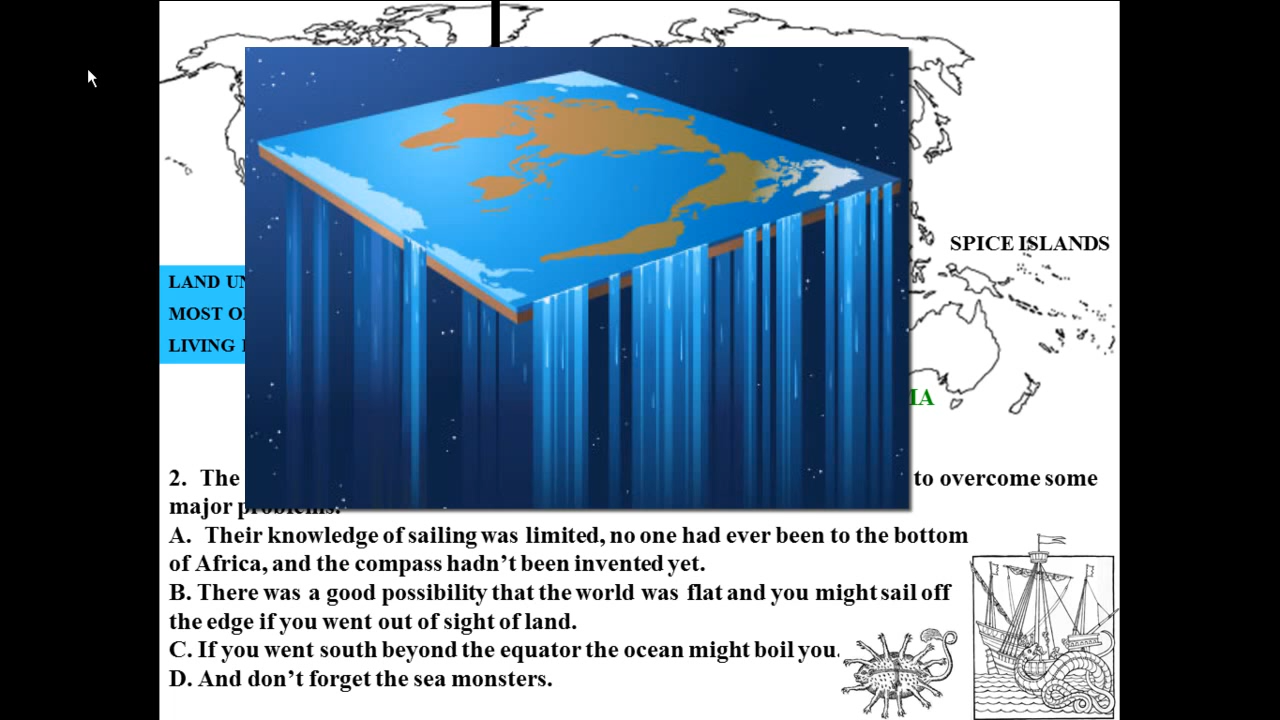 SPICE ISLANDS
LAND
MOST
LIVING
2. The to overcome some
major problems.
A. Their knowledge of sailing was limited, no one had ever been to the bottom
of Africa, and the compass hadn’t been invented yet.
B. There was a good possibility that the world was flat and you might sail off
the edge if you went out of sight of land.
C. If you went south beyond the equator the ocean might boil you.
D. And don’t forget the sea monsters.